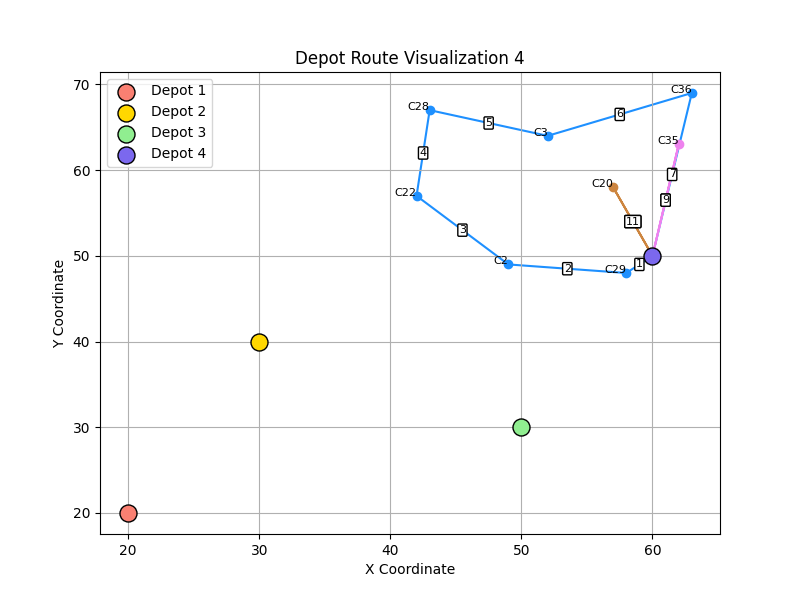 Depot Route Visualization 4
Depot 1
Depot 2
Depot 3
Depot 4
C36
C28
6
5
C3
C35
4
7
C20
C22
9
11
3
C2
1
2
C29
70
60
50
40
30
20
Y Coordinate
20 30 40 50 60
X Coordinate